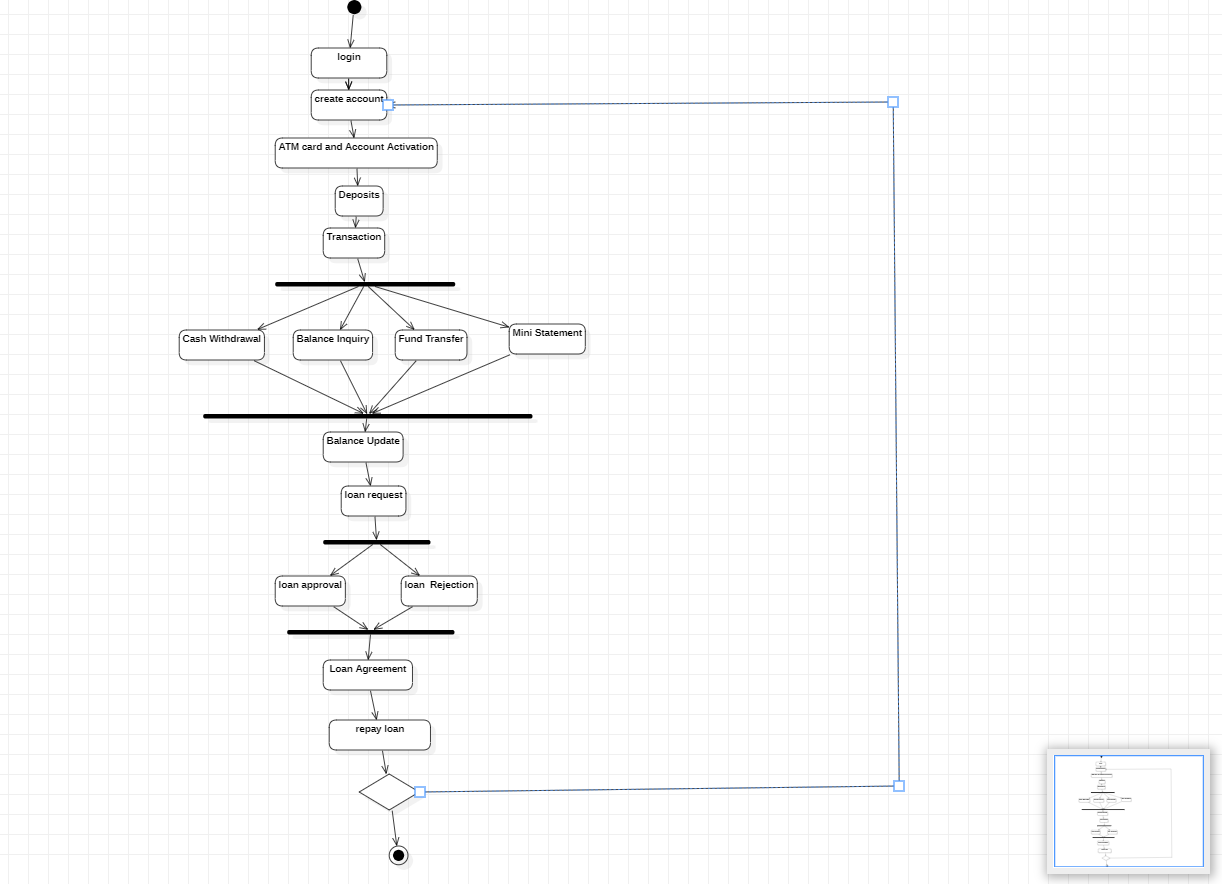 login
create account
ATM card and Account Activation
Deposits
Transaction
Cash Withdrawal
Balance Inquiry
Fund Transfer
Mini Statement
Balance Update
loan request
loan approval
loan  Rejection
Loan Agreement
repay loan